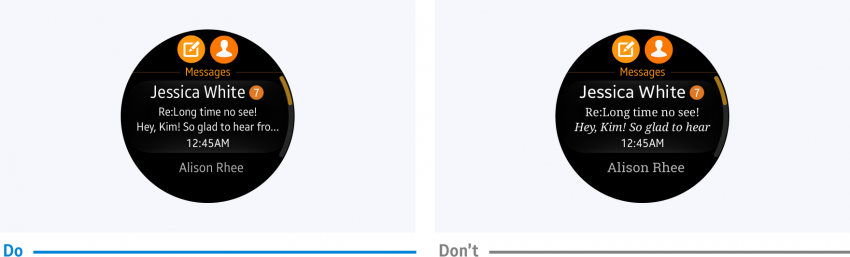 Messages
Jessica White 7
Re:Long time no see!
Hey, Kim! So glad to hear fro...
12:45AM
Alison Rhee
Do
Messages
Jessica White 7
Re:Long time no see!
Hey, Kim! So glad to hear
12:45AM
Alison Rhee
Don't